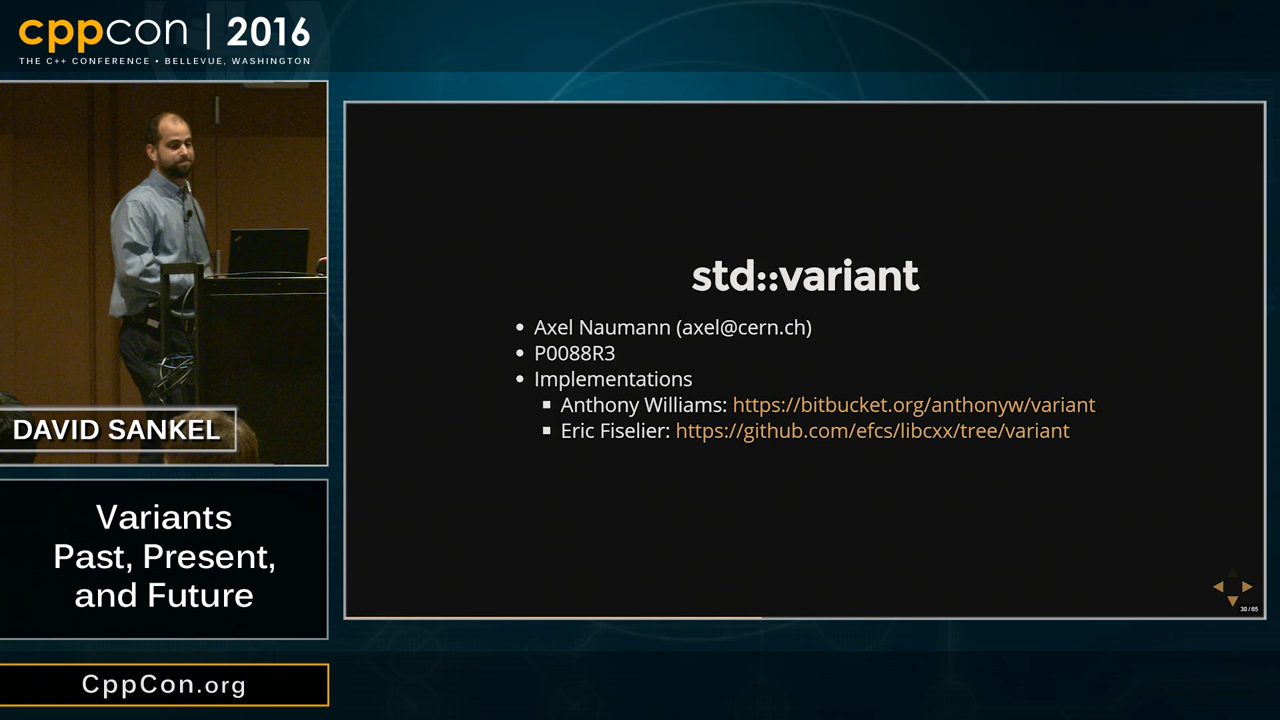 cppcon | 2016
THE C++ CONFERENCE • BELLEVUE, WASHINGTON
DAVID SANKEL
Variants
Past, Present,
and Future
CppCon.org
std::variant
• Axel Naumann (axel@cern.ch)
• P0088R3
• Implementations
▪ Anthony Williams: https://bitbucket.org/anthonyw/variant
▪ Eric Fiselier: https://github.com/efcs/libcxx/tree/variant
30 / 65